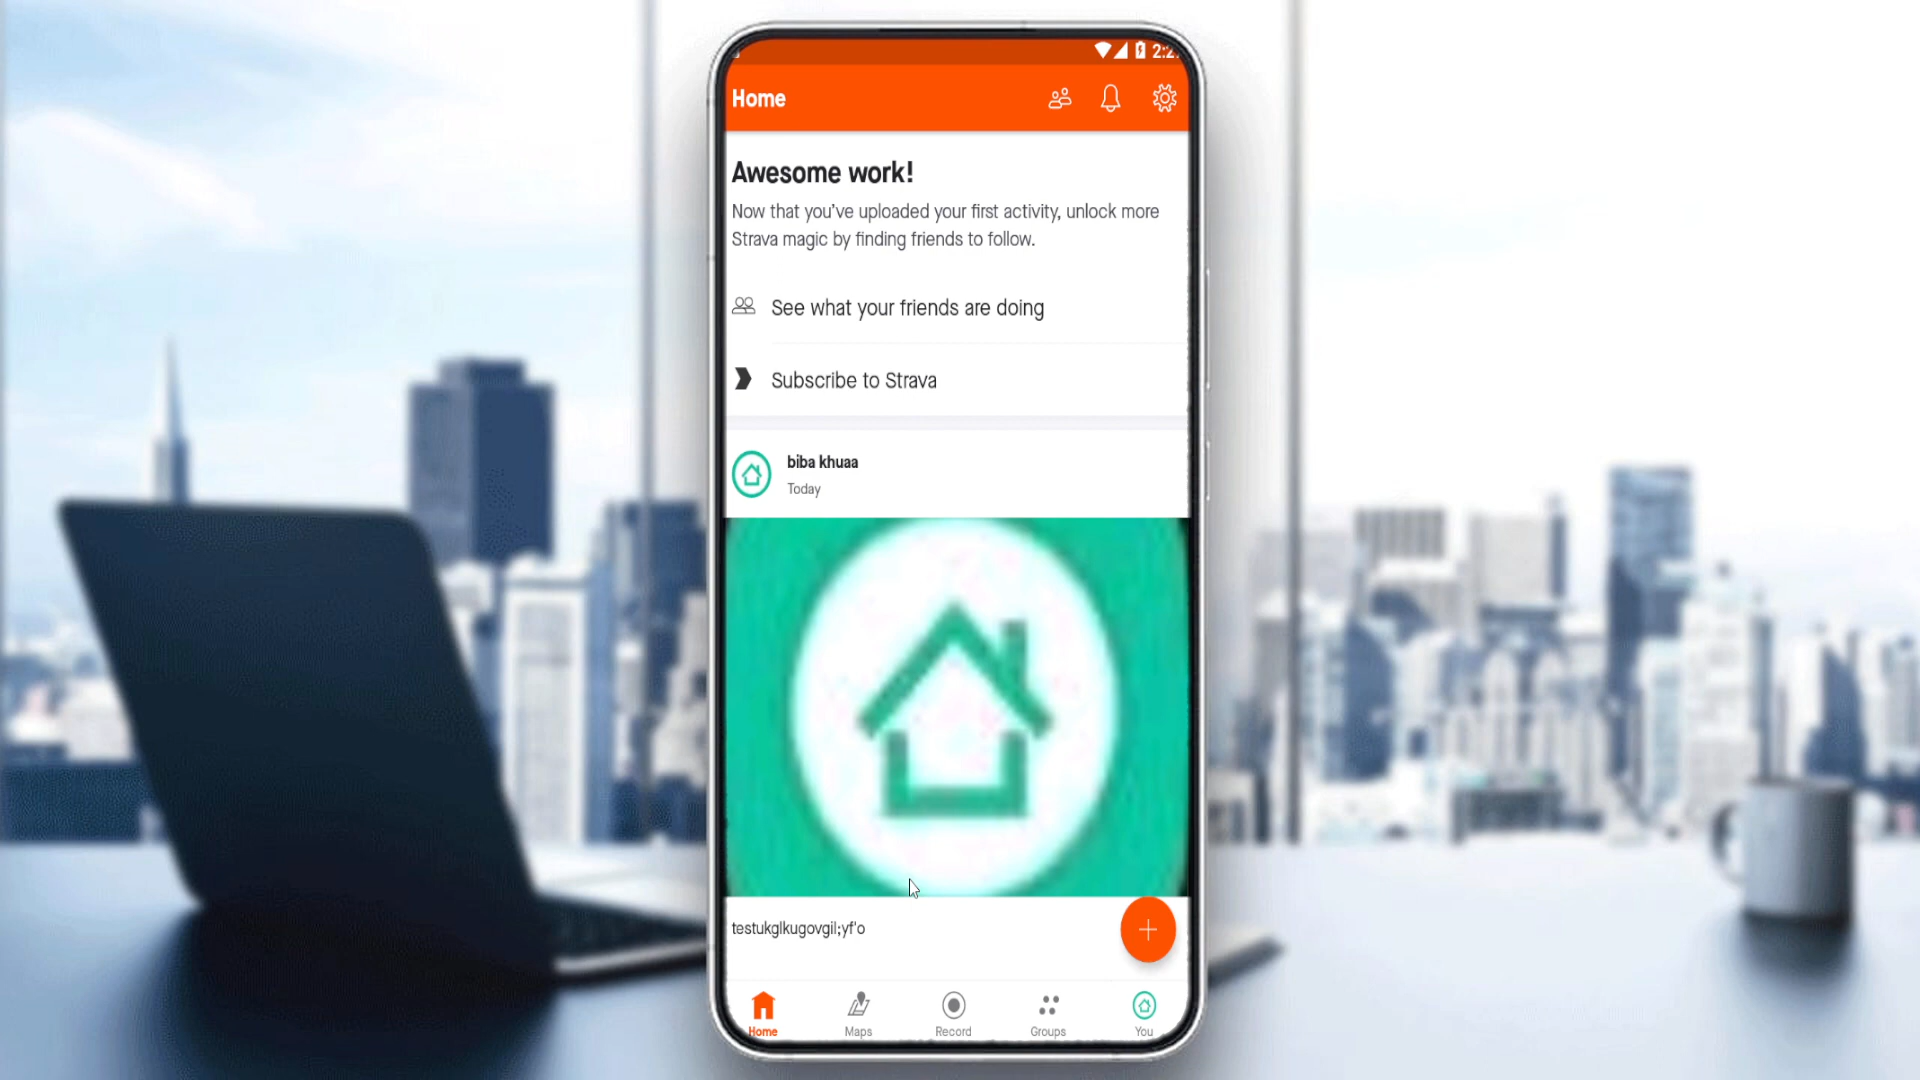 Home
Awesome work!
Now that you've uploaded your first activity, unlock more
Strava magic by finding friends to follow.
See what your friends are doing
Subscribe to Strava
biba khuaa
Today
testukglkugovgil;yf'o
Home
Maps
Record
Groups
You